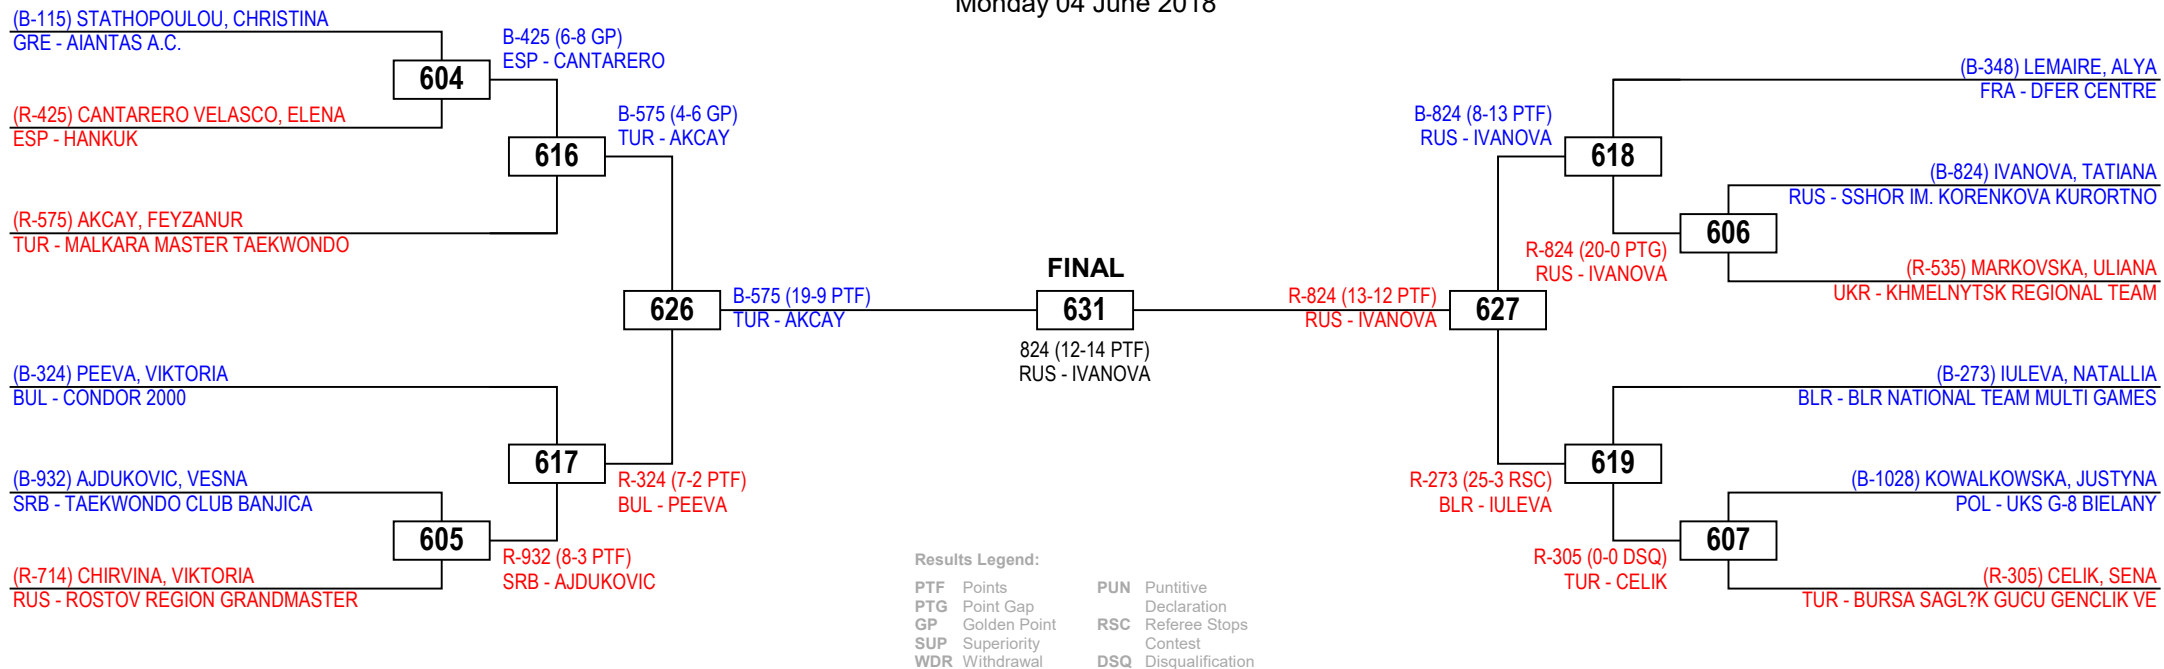 Monday 04 June 2018
(B-115) STATHOPOULOU, CHRISTINA
GRE - AIANTAS A.C.
604
(R-425) CANTARERO VELASCO, ELENA
ESP - HANKUK
B-425 (6-8 GP)
ESP - CANTARERO
616
(R-575) AKCAY, FEYZANUR
TUR - MALKARA MASTER TAEKWONDO
B-575 (4-6 GP)
TUR - AKCAY
626
B-575 (19-9 PTF)
TUR - AKCAY
(B-324) PEEVA, VIKTORIA
BUL - CONDOR 2000
617
R-324 (7-2 PTF)
BUL - PEEVA
(B-932) AJDUKOVIC, VESNA
SRB - TAEKWONDO CLUB BANJICA
605
R-932 (8-3 PTF)
SRB - AJDUKOVIC
(R-714) CHIRVINA, VIKTORIA
RUS - ROSTOV REGION GRANDMASTER
FINAL
631
824 (12-14 PTF)
RUS - IVANOVA
(B-348) LEMAIRE, ALYA
FRA - DFER CENTRE
B-824 (8-13 PTF)
RUS - IVANOVA
618
(B-824) IVANOVA, TATIANA
RUS - SSHOR IM. KORENKOVA KURORTNO
606
R-824 (20-0 PTG)
RUS - IVANOVA
(R-535) MARKOVSKA, ULIANA
UKR - KHMELNYTSK REGIONAL TEAM
R-824 (13-12 PTF)
RUS - IVANOVA
627
(B-273) IULEVA, NATALLIA
BLR - BLR NATIONAL TEAM MULTI GAMES
619
R-273 (25-3 RSC)
BLR - IULEVA
(B-1028) KOWALKOWSKA, JUSTYNA
POL - UKS G-8 BIELANY
607
R-305 (0-0 DSQ)
TUR - CELIK
(R-305) CELIK, SENA
TUR - BURSA SAGL?K GUCU GENCLIK VE
Results Legend:
PTF Points
PTG Point Gap
GP Golden Point
SUP Superiority
WDR Withdrawal
PUN Puntitive
Declaration
RSC Referee Stops
Contest
DSQ Disqualification